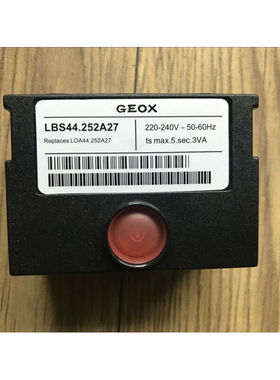 GEOX
LBS44.252A27
220-240V ~ 50-60Hz
Replaces LOA44.252A27
ts max.5.sec.3VA